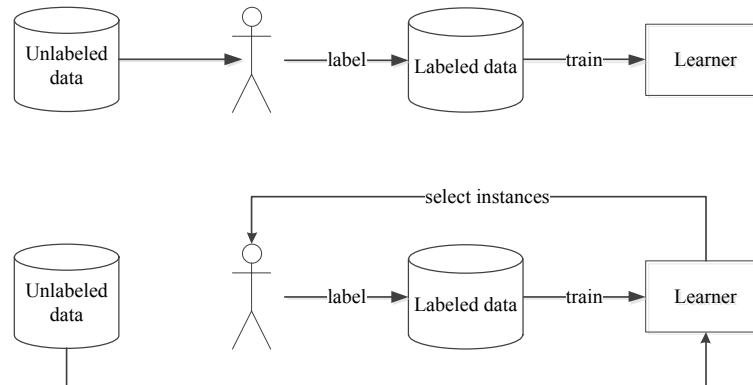 Unlabeled
data
label
Labeled data
train
Learner
select instances
Unlabeled
data
label
Labeled data
train
Learner